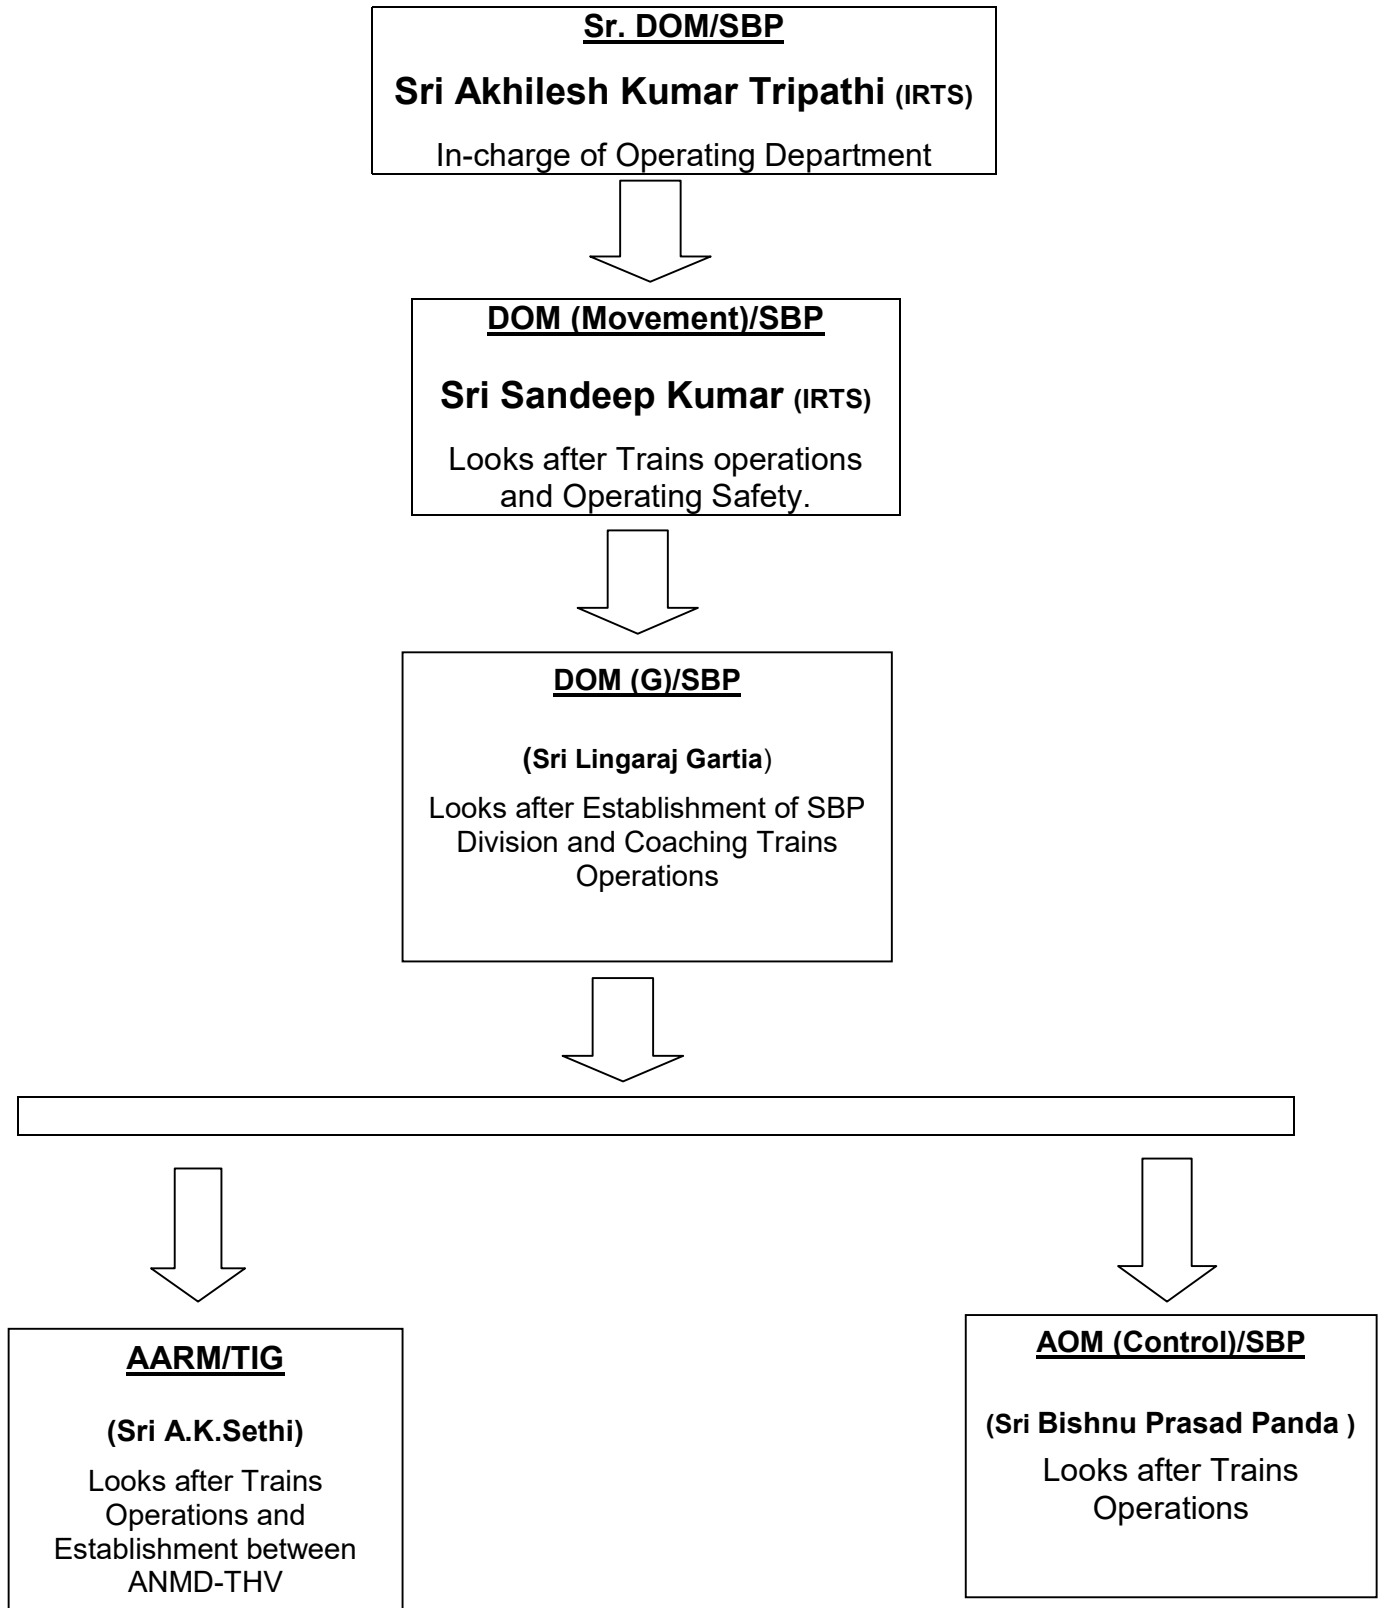 Sr. DOM/SBP
Sri Akhilesh Kumar Tripathi (IRTS)
In-charge of Operating Department
DOM (Movement)/SBP
Sri Sandeep Kumar (IRTS)
Looks after Trains operations
and Operating Safety.
DOM (G)/SBP
(Sri Lingaraj Gartia)
Looks after Establishment of SBP
Division and Coaching Trains
Operations
AARM/TIG
(Sri A.K.Sethi)
Looks after Trains
Operations and
Establishment between
ANMD-THV
AOM (Control)/SBP
(Sri Bishnu Prasad Panda )
Looks after Trains
Operations